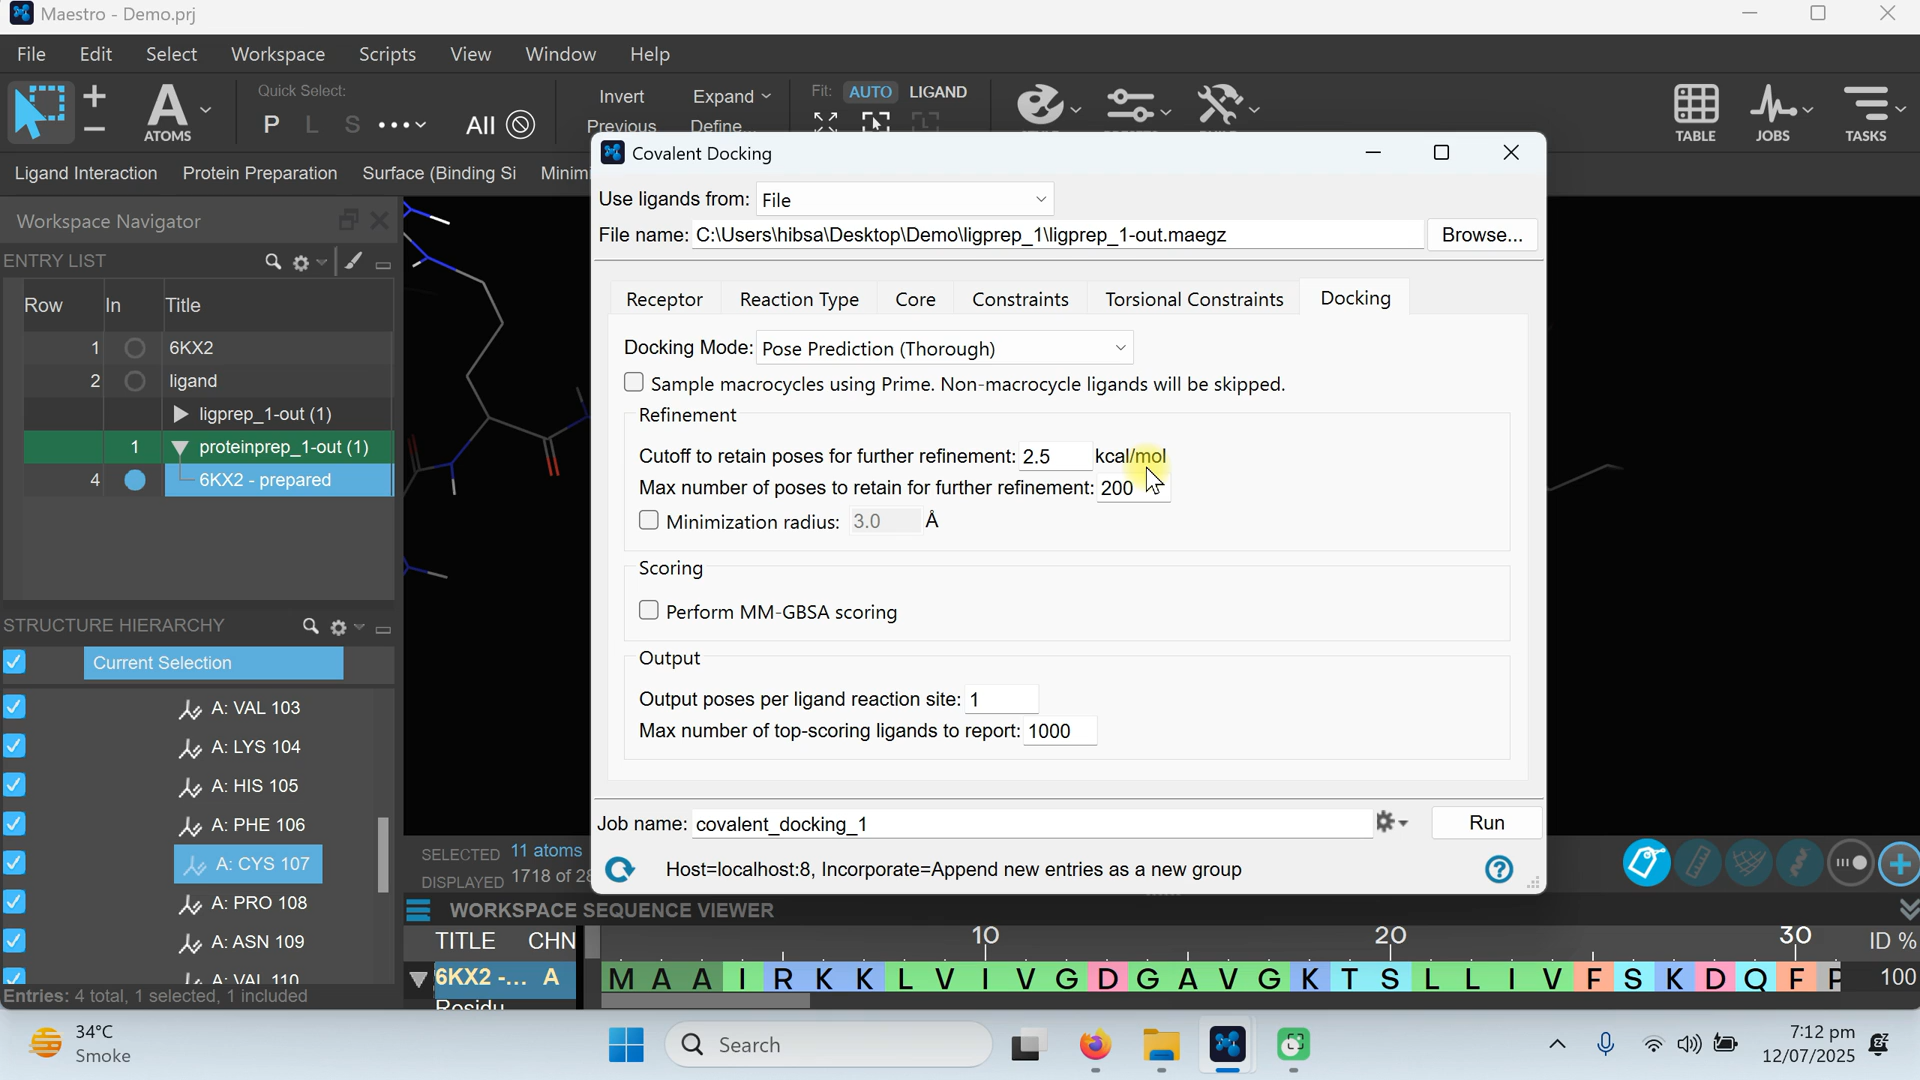 Maestro - Demo.prj
File Edit Select Workspace Scripts View Window Help
ATOMS
Quick Select:
P L S
All
Invert
Previous
Expand
Define...
Fit: AUTO LIGAND
TABLE
JOBS
TASKS
Ligand Interaction Protein Preparation Surface (Binding Si Minimi
Covalent Docking
Use ligands from: File
File name: C:\Users\hibsa\Desktop\Demo\ligprep_1\ligprep_1-out.maegz Browse...
Receptor Reaction Type Core Constraints Torsional Constraints Docking
Docking Mode: Pose Prediction (Thorough)
Sample macrocycles using Prime. Non-macrocycle ligands will be skipped.
Refinement
Cutoff to retain poses for further refinement: 2.5 kcal/mol
Max number of poses to retain for further refinement: 200
Minimization radius: 3.0 Å
Scoring
Perform MM-GBSA scoring
Output
Output poses per ligand reaction site: 1
Max number of top-scoring ligands to report: 1000
Job name: covalent_docking_1 Run
Host=localhost:8, Incorporate=Append new entries as a new group
Workspace Navigator
ENTRY LIST
Row In Title
1 6KX2
2 ligand
ligprep_1-out (1)
1 proteinprep_1-out (1)
4 6KX2 - prepared
STRUCTURE HIERARCHY
Current Selection
A: VAL 103
A: LYS 104
A: HIS 105
A: PHE 106
A: CYS 107
A: PRO 108
A: ASN 109
A: VAL 110
Entries: 4 total, 1 selected, 1 included
SELECTED 11 atoms
DISPLAYED 1718 of 28
WORKSPACE SEQUENCE VIEWER
TITLE CHN 10 20 30 ID %
6KX2 -... A M A A I R K K L V I V G D G A V G K T S L L I V F S K D Q F P 100
Residu
34°C
Smoke
Search
7:12 pm
12/07/2025